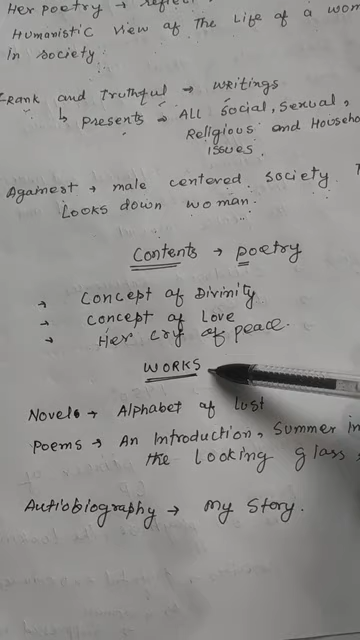 Her poetry → reflec
Humanistic view of The Life of a wom
in society.
Frank and Truthful → writings
↳ presents → All social, sexual,
Religious and Househo
issues.
Against → male centered society. T
Looks down woman.
Contents → poetry
→ Concept of Divinity
→ Concept of Love
→ Her cry of peace.
WORKS
Novel → Alphabet of Lust
Poems → An Introduction, Summer in
the Looking glass,
Autiobiography → My Story.